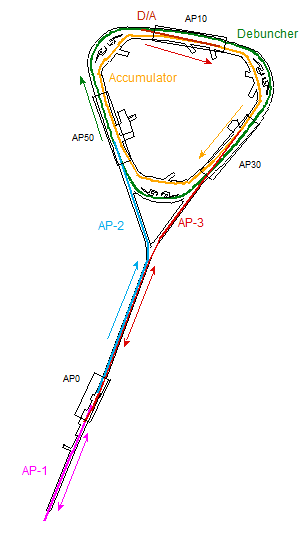 D/A
AP10
Debuncher
Accumulator
AP50
AP30
AP-2
AP-3
AP0
AP-1